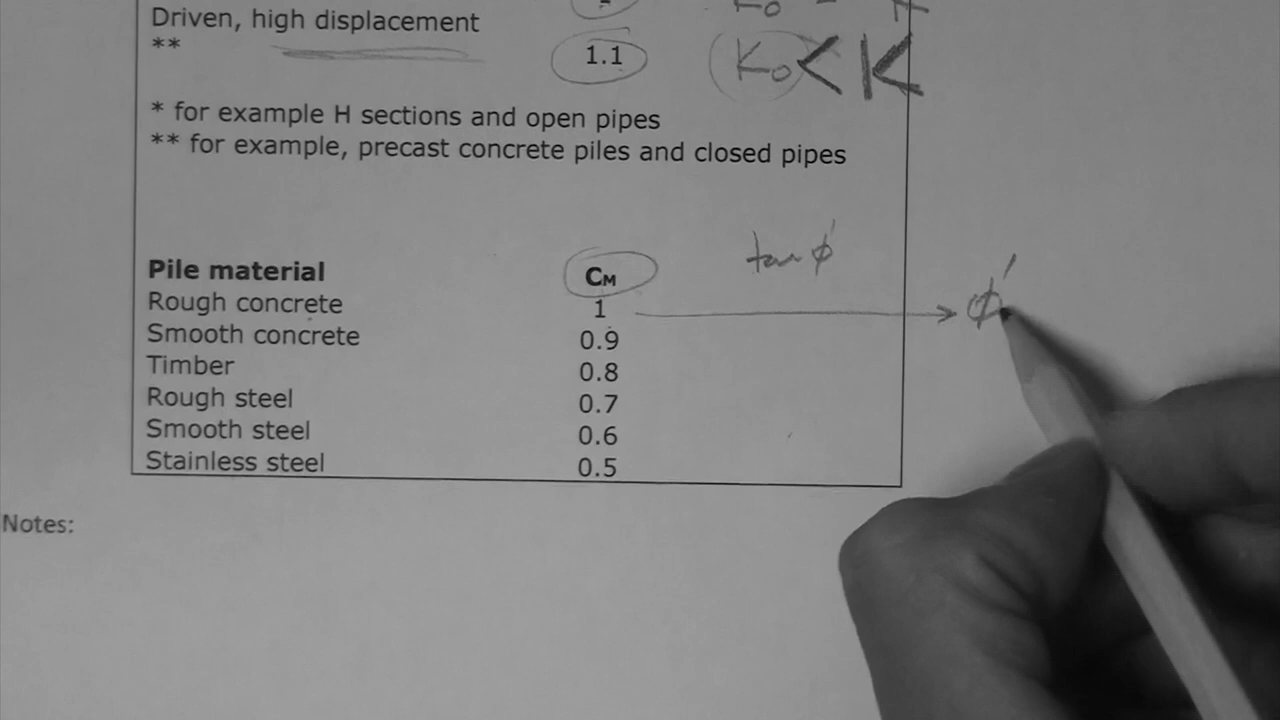 Driven, high displacement
** 1.1 K₀ < K
* for example H sections and open pipes
** for example, precast concrete piles and closed pipes
tan ϕ'
Pile material CM
Rough concrete 1 → ϕ'
Smooth concrete 0.9
Timber 0.8
Rough steel 0.7
Smooth steel 0.6
Stainless steel 0.5
Notes: